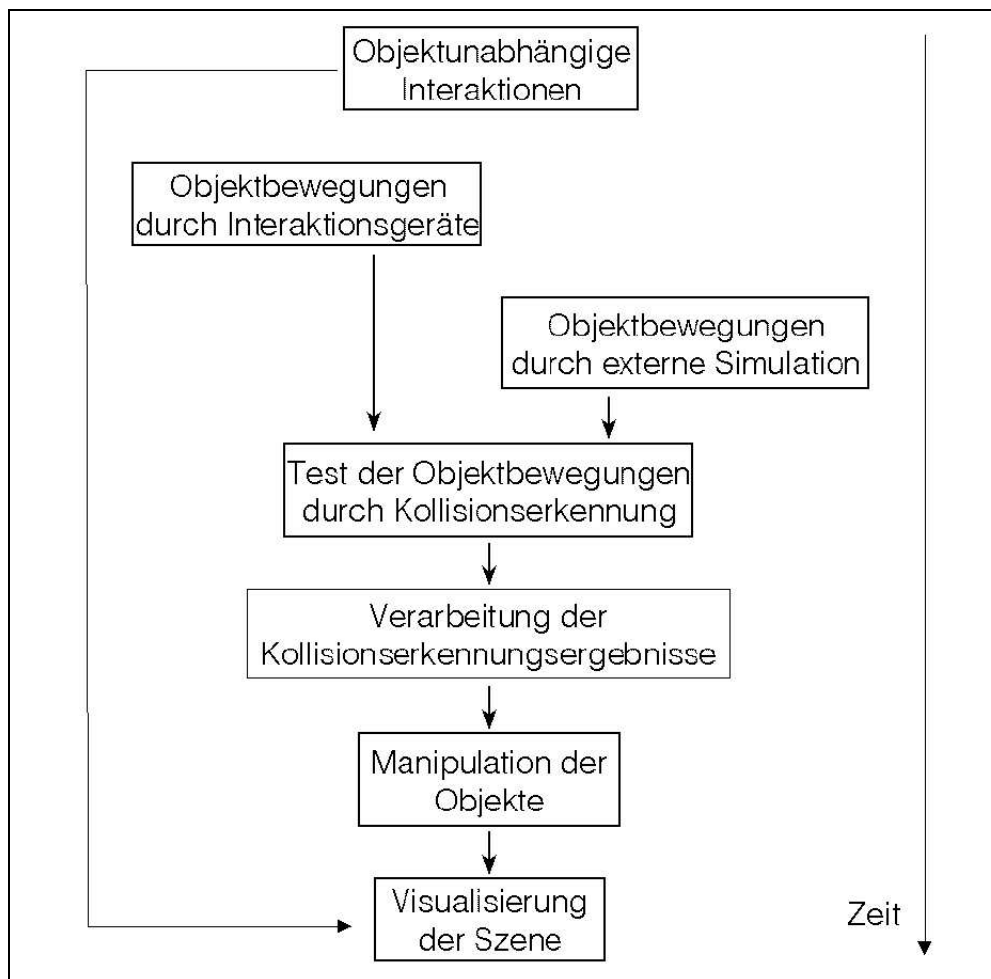 Objektunabhängige
Interaktionen
Objektbewegungen
durch Interaktionsgeräte
Objektbewegungen
durch externe Simulation
Test der Objektbewegungen
durch Kollisionserkennung
Verarbeitung der
Kollisionserkennungsergebnisse
Manipulation der
Objekte
Visualisierung
der Szene
Zeit